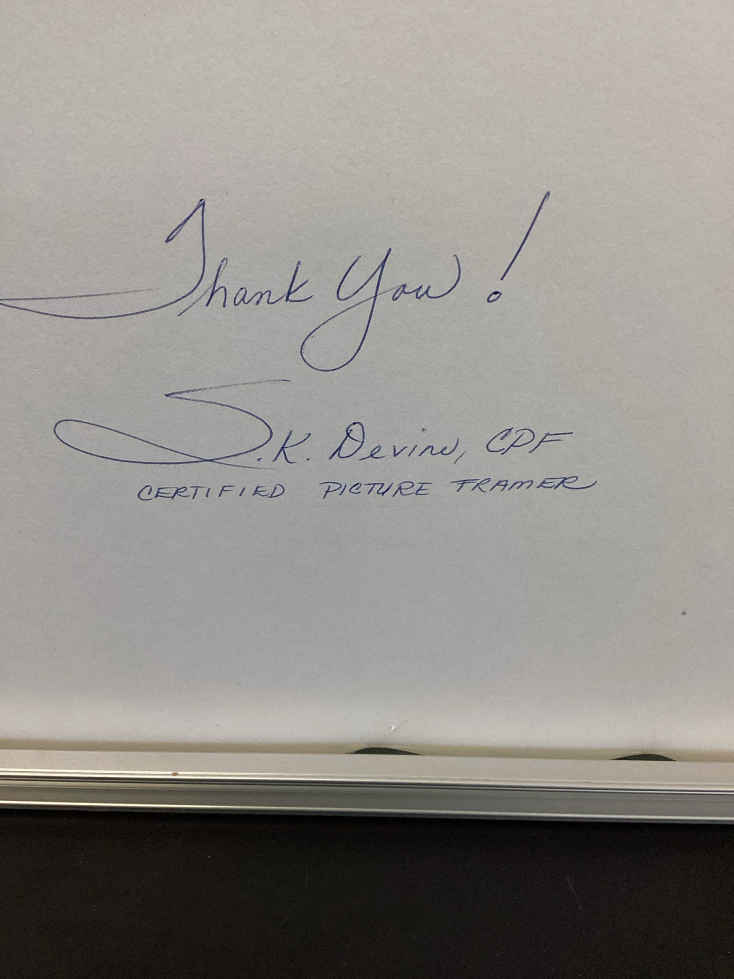 Thank You!
S.K. Devine, CPF
CERTIFIED PICTURE FRAMER